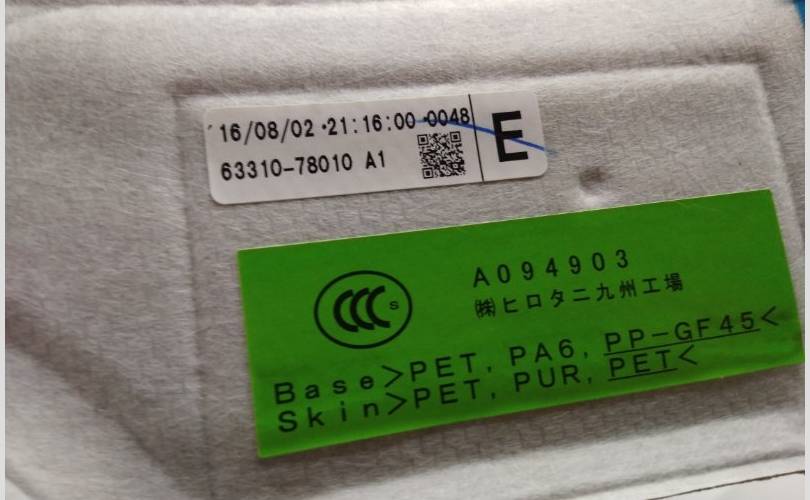 '16/08/02・21:16:00・0048
63310-78010 A1
E
CCC S
A094903
㈱ヒロタニ九州工場
Base>PET, PA6, PP-GF45<
Skin>PET, PUR, PET<